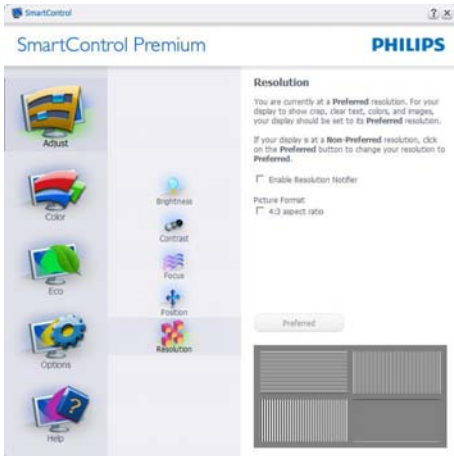 SmartControl
? X
SmartControl Premium
PHILIPS
Adjust
Color
Eco
Options
Help
Brightness
Contrast
Focus
Position
Resolution
Resolution
You are currently at a Preferred resolution. For your
display to show crisp, clear text, colors, and images,
your display should be set to its Preferred resolution.
If your display is at a Non-Preferred resolution, click
on the Preferred button to change your resolution to
Preferred.
Enable Resolution Notifier
Picture Format
4:3 aspect ratio
Preferred